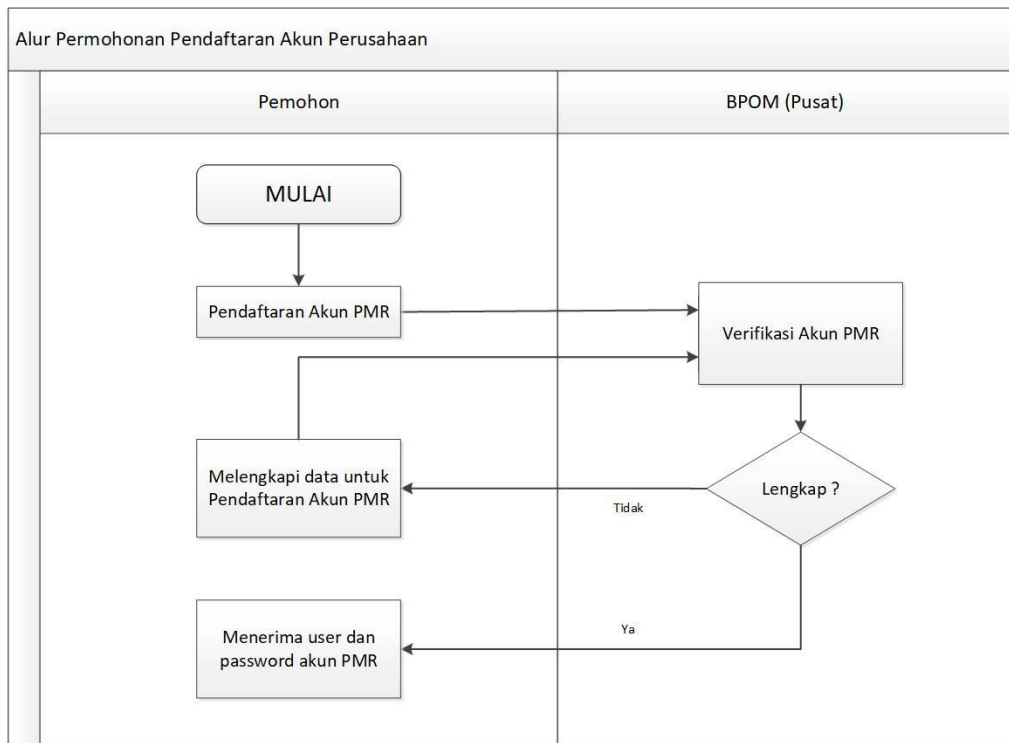 Alur Permohonan Pendaftaran Akun Perusahaan
Pemohon
BPOM (Pusat)
MULAI
Pendaftaran Akun PMR
Verifikasi Akun PMR
Melengkapi data untuk
Pendaftaran Akun PMR
Lengkap ?
Tidak
Ya
Menerima user dan
password akun PMR